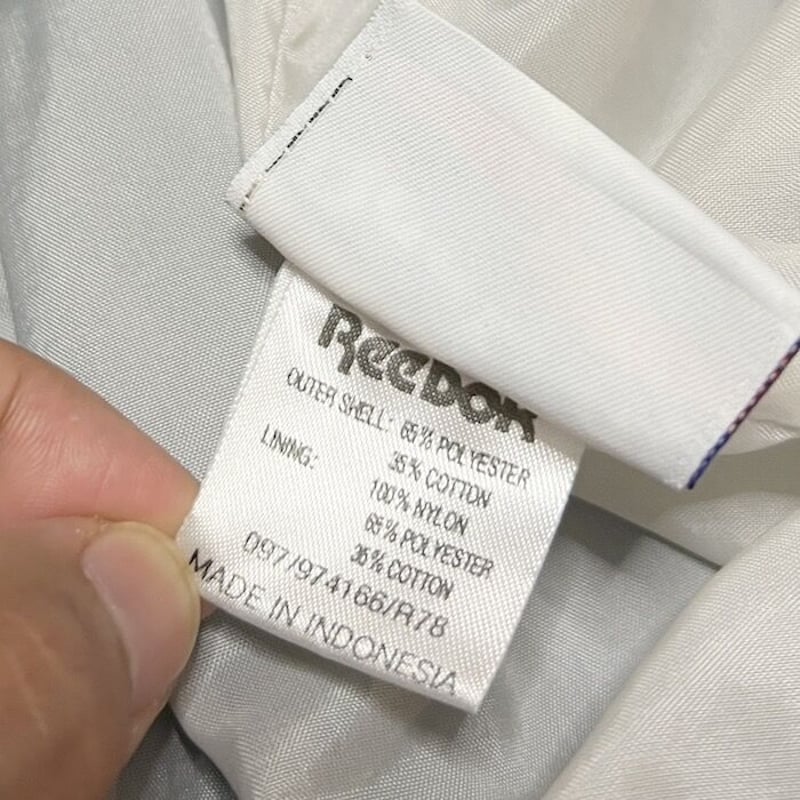 Reebok
OUTER SHELL: 65% POLYESTER
35% COTTON
LINING: 100% NYLON
65% POLYESTER
35% COTTON
097/974166/R78
MADE IN INDONESIA